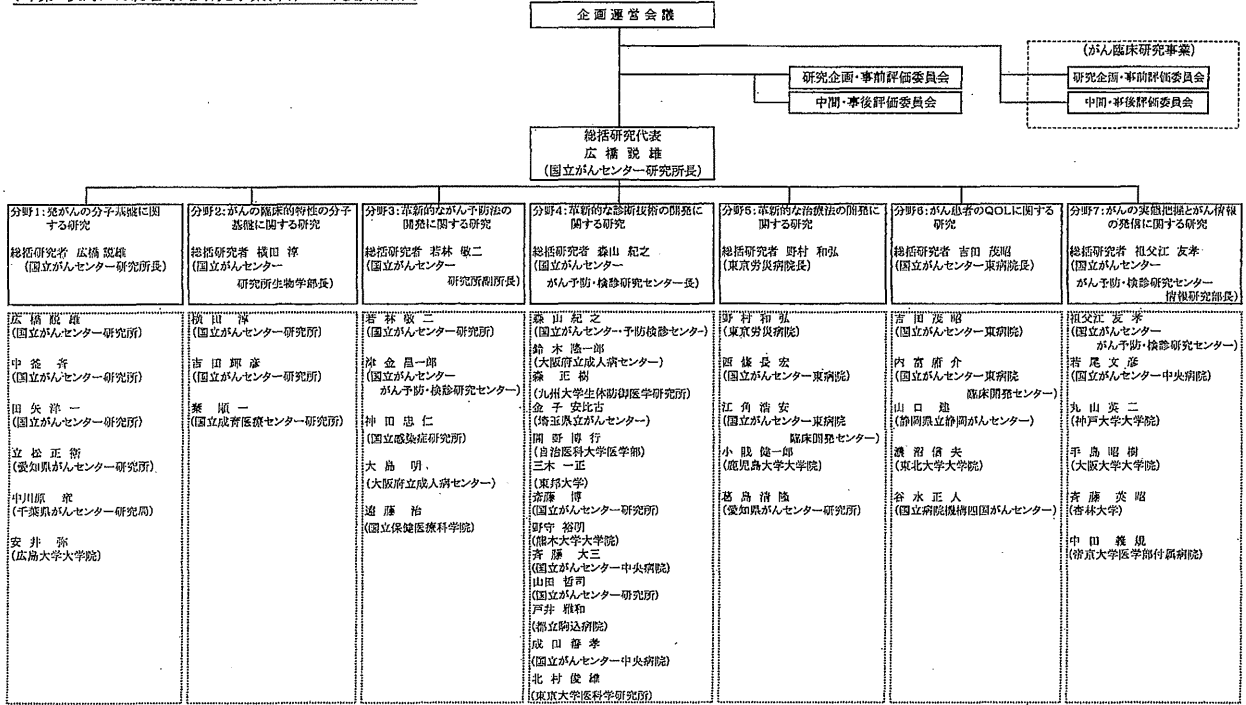 企画運営会議
(がん臨床研究事業)
研究企画・事前評価委員会
中間・事後評価委員会
研究企画・事前評価委員会
中間・事後評価委員会
総括研究代表
広橋 説雄
(国立がんセンター研究所長)
分野1:発がんの分子基盤に関
する研究
総括研究者 広橋 説雄
(国立がんセンター研究所長)
広橋説雄
(国立がんセンター研究所)
中釜 斉
(国立がんセンター研究所)
田矢洋一
(国立がんセンター研究所)
立松正衛
(愛知県がんセンター研究所)
中川原 章
(千葉県がんセンター研究局)
安井 弥
(広島大学大学院)
分野2:がんの臨床的特性の分子
基盤に関する研究
総括研究者 横田 淳
(国立がんセンター
研究所生物学部長)
横田 淳
(国立がんセンター研究所)
吉田輝彦
(国立がんセンター研究所)
秦 順一
(国立成育医療センター研究所)
分野3:革新的ながん予防法の
開発に関する研究
総括研究者 若林 敬二
(国立がんセンター
研究所副所長)
若林敬二
(国立がんセンター研究所)
津金昌一郎
(国立がんセンター
がん予防・検診研究センター)
神田忠仁
(国立感染症研究所)
大島 明
(大阪府立成人病センター)
遠藤 治
(国立保健医療科学院)
分野4:革新的な診断技術の開発に
関する研究
総括研究者 森山 紀之
(国立がんセンター
がん予防・検診研究センター長)
森山紀之
(国立がんセンター・予防検診センター)
鈴木隆一郎
(大阪府立成人病センター)
森 正樹
(九州大学生体防御医学研究所)
金子安比古
(埼玉県立がんセンター)
間野博行
(自治医科大学医学部)
三木一正
(東邦大学)
斎藤 博
(国立がんセンター研究所)
野守裕明
(熊本大学大学院)
斉藤 大三
(国立がんセンター中央病院)
山田哲司
(国立がんセンター研究所)
戸井雅和
(都立駒込病院)
成田善孝
(国立がんセンター中央病院)
北村俊雄
(東京大学医科学研究所)
分野5:革新的な治療法の開発に
関する研究
総括研究者 野村 和弘
(東京労災病院長)
野村和弘
(東京労災病院)
西條長宏
(国立がんセンター東病院)
江角浩安
(国立がんセンター東病院
臨床開発センター)
小戝健一郎
(鹿児島大学大学院)
葛島清隆
(愛知県がんセンター研究所)
分野6:がん患者のQOLに関する
研究
総括研究者 吉田 茂昭
(国立がんセンター東病院長)
吉田茂昭
(国立がんセンター東病院)
内富庸介
(国立がんセンター東病院
臨床開発センター)
山口 建
(静岡県立静岡がんセンター)
濃沼信夫
(東北大学大学院)
谷水正人
(国立病院機構四国がんセンター)
分野7:がんの実態把握とがん情報
の発信に関する研究
総括研究者 祖父江 友孝
(国立がんセンター
がん予防・検診研究センター
情報研究部長)
祖父江友孝
(国立がんセンター
がん予防・検診研究センター)
若尾文彦
(国立がんセンター中央病院)
丸山英二
(神戸大学大学院)
手島昭樹
(大阪大学大学院)
斉藤英昭
(杏林大学)
中田義規
(帝京大学医学部付属病院)